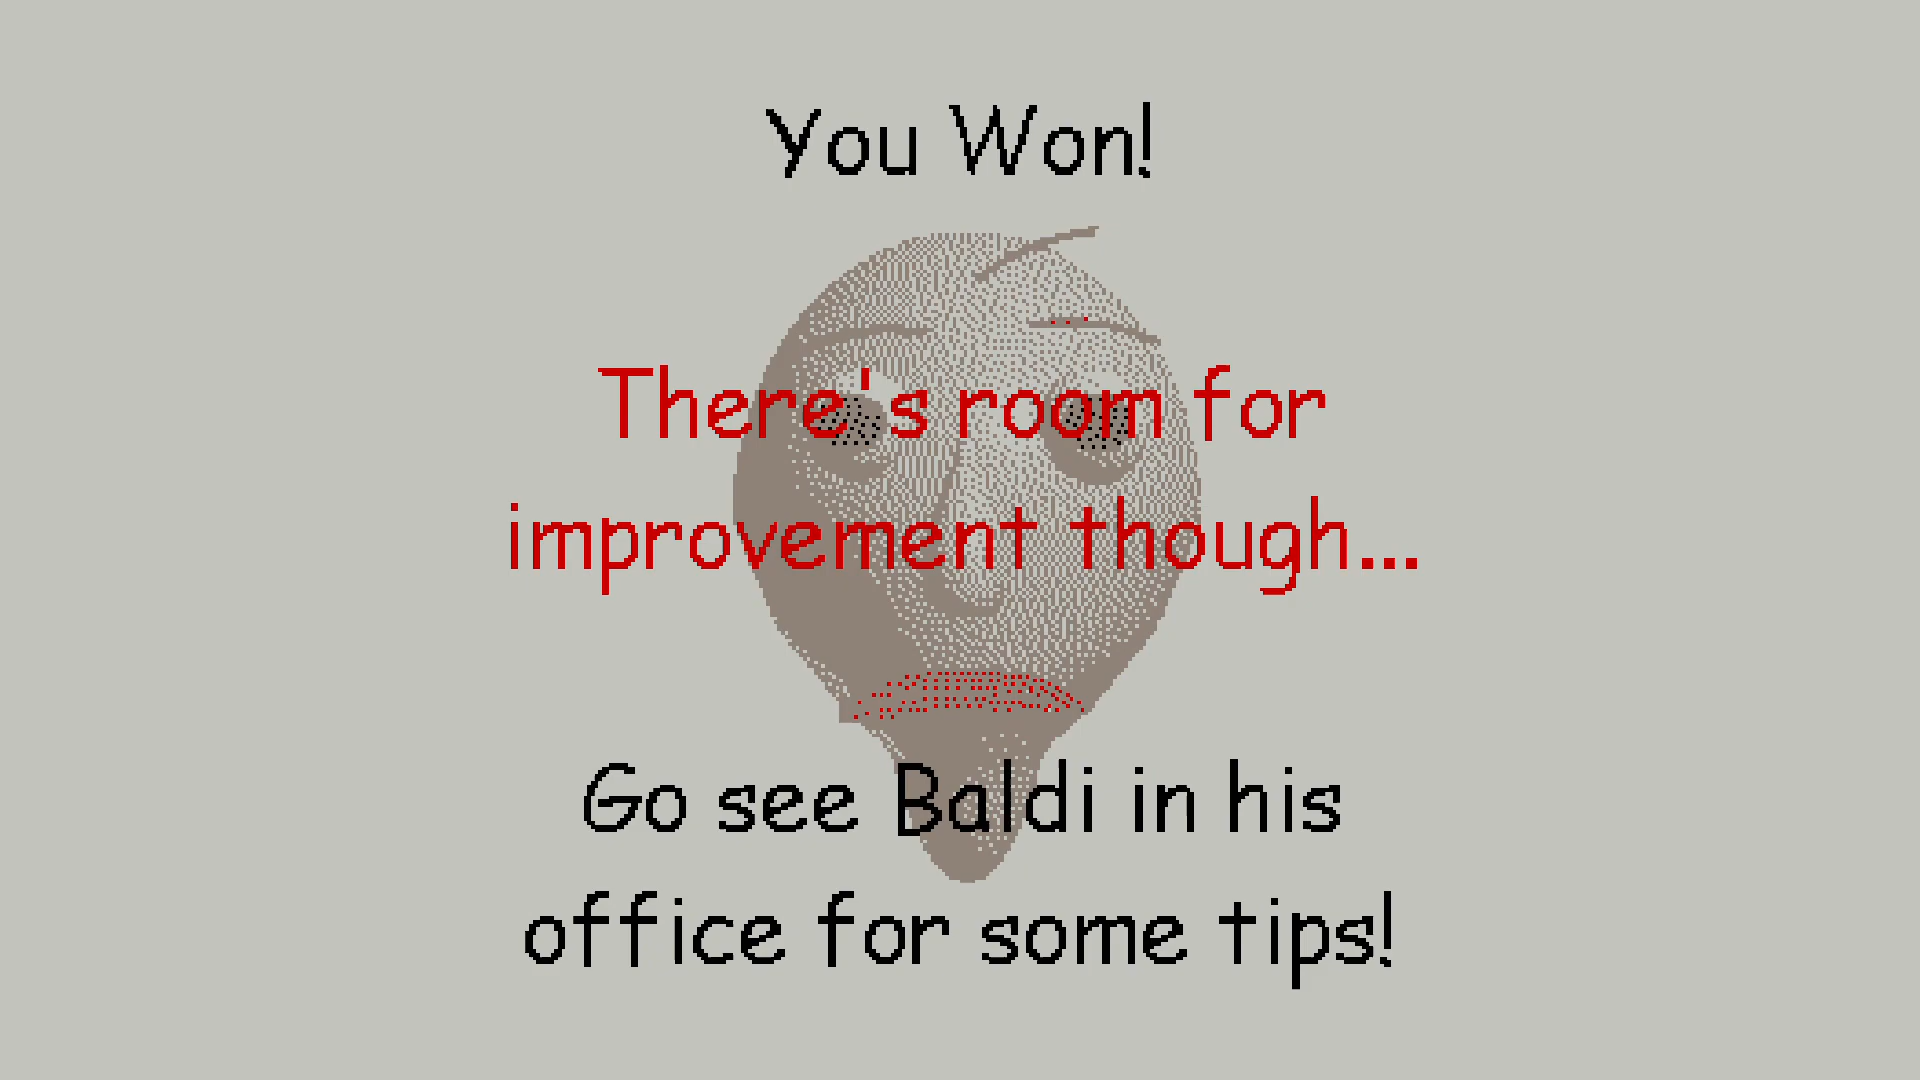 You Won!
There's room for
improvement though...
Go see Baldi in his
office for some tips!